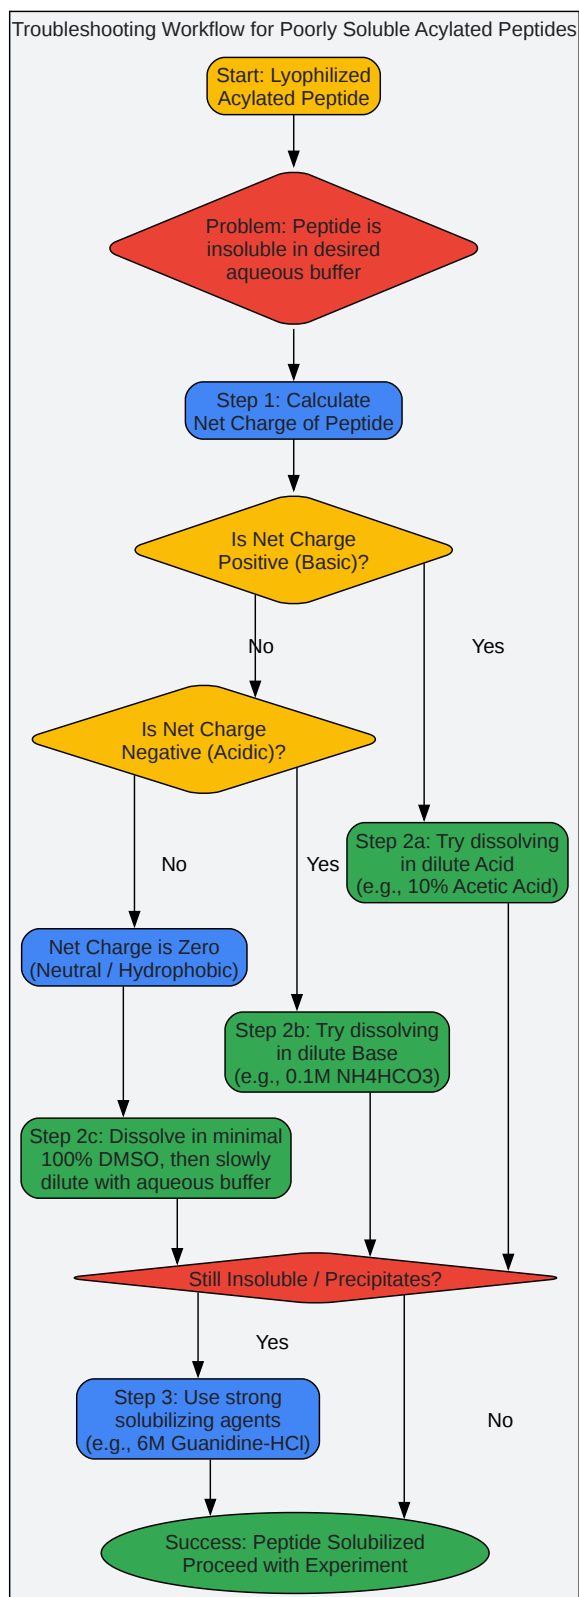 Troubleshooting Workflow for Poorly Soluble Acylated Peptides
Start: Lyophilized
Acylated Peptide
Problem: Peptide is
insoluble in desired
aqueous buffer
Step 1: Calculate
Net Charge of Peptide
Is Net Charge
Positive (Basic)?
No
Yes
Is Net Charge
Negative (Acidic)?
Step 2a: Try dissolving
in dilute Acid
(e.g., 10% Acetic Acid)
No
Yes
Net Charge is Zero
(Neutral / Hydrophobic)
Step 2b: Try dissolving
in dilute Base
(e.g., 0.1M NH4HCO3)
Step 2c: Dissolve in minimal
100% DMSO, then slowly
dilute with aqueous buffer
Still Insoluble / Precipitates?
Yes
Step 3: Use strong
solubilizing agents
(e.g., 6M Guanidine-HCl)
No
Success: Peptide Solubilized
Proceed with Experiment